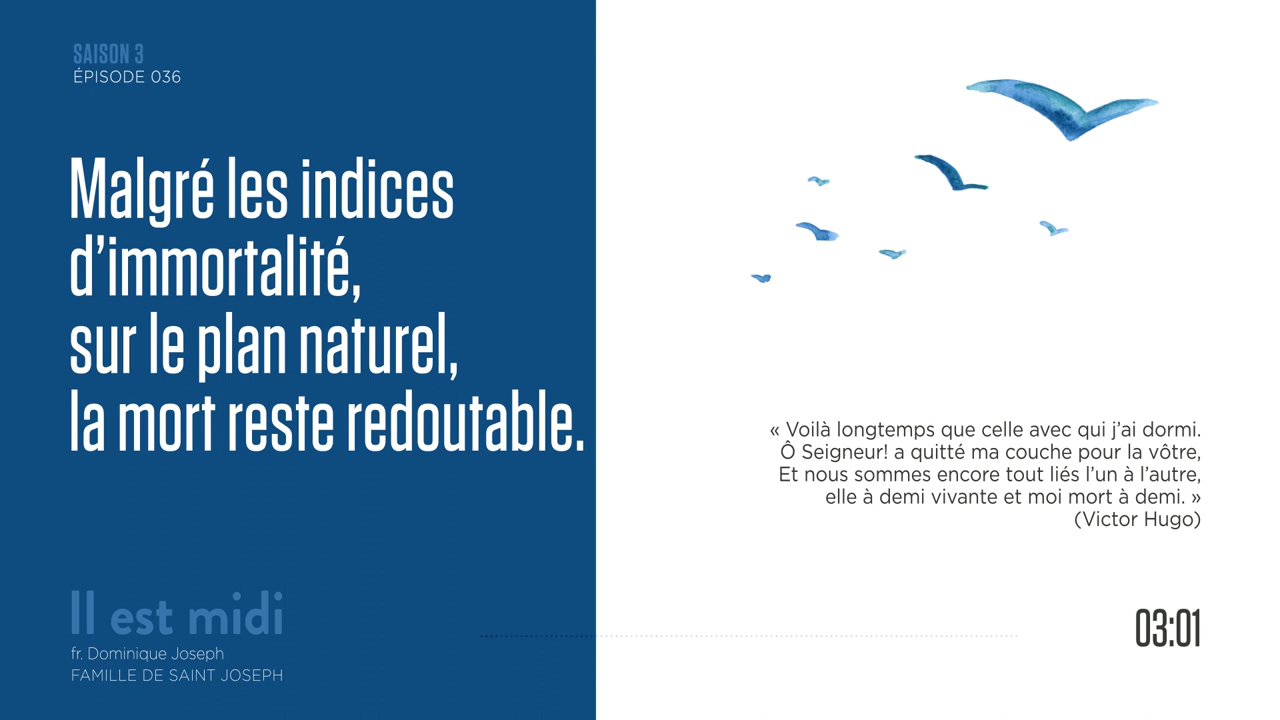 SAISON 3
ÉPISODE 036
Malgré les indices
d’immortalité,
sur le plan naturel,
la mort reste redoutable.
« Voilà longtemps que celle avec qui j’ai dormi.
Ô Seigneur! a quitté ma couche pour la vôtre,
Et nous sommes encore tout liés l’un à l’autre,
elle à demi vivante et moi mort à demi. »
(Victor Hugo)
Il est midi
fr. Dominique Joseph
FAMILLE DE SAINT JOSEPH
03:01